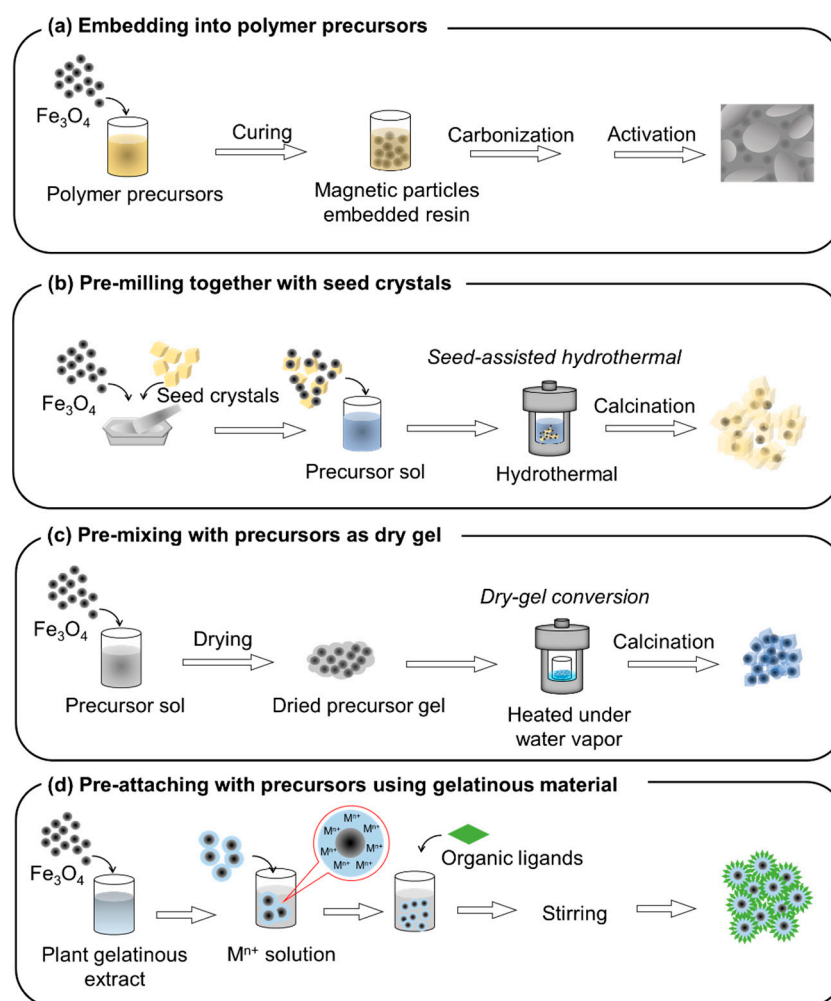 (a) Embedding into polymer precursors
Fe₃O₄
Curing
Carbonization
Activation
Polymer precursors
Magnetic particles
embedded resin
(b) Pre-milling together with seed crystals
Fe₃O₄
Seed crystals
Seed-assisted hydrothermal
Calcination
Precursor sol
Hydrothermal
(c) Pre-mixing with precursors as dry gel
Fe₃O₄
Drying
Dry-gel conversion
Calcination
Precursor sol
Dried precursor gel
Heated under
water vapor
(d) Pre-attaching with precursors using gelatinous material
Fe₃O₄
Mⁿ⁺
Mⁿ⁺
Mⁿ⁺
Mⁿ⁺
Mⁿ⁺
Mⁿ⁺
Mⁿ⁺
Organic ligands
Stirring
Plant gelatinous
extract
Mⁿ⁺ solution